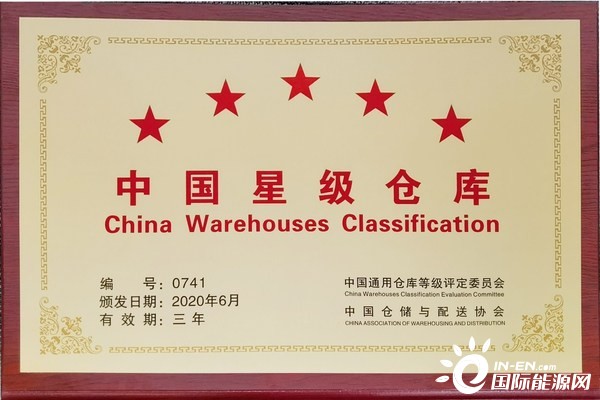 中国星级仓库
China Warehouses Classification
编 号：0741
颁发日期：2020年6月
有 效 期：三 年
中国通用仓库等级评定委员会
China Warehouses Classification Evaluation Committee
中国仓储与配送协会
CHINA ASSOCIATION OF WAREHOUSING AND DISTRIBUTION
IN-EN.com
国际能源网